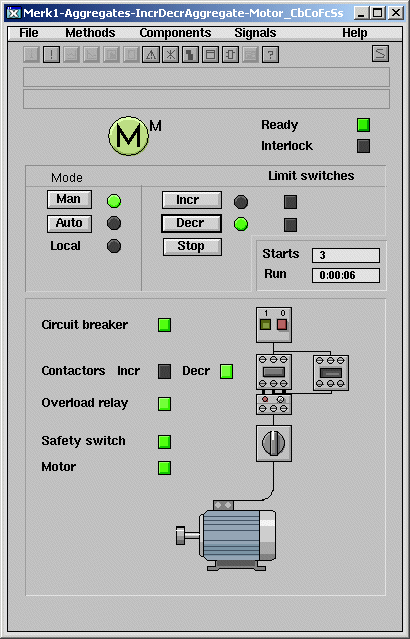 Merk1-Aggregates-IncrDecrAggregate-Motor_CbCoFcSs
File Methods Components Signals Help
M M
Ready
Interlock
Mode Limit switches
Man Incr
Auto Decr
Local Stop
Starts 3
Run 0:00:06
Circuit breaker 1 0
Contactors Incr Decr
Overload relay
Safety switch
Motor